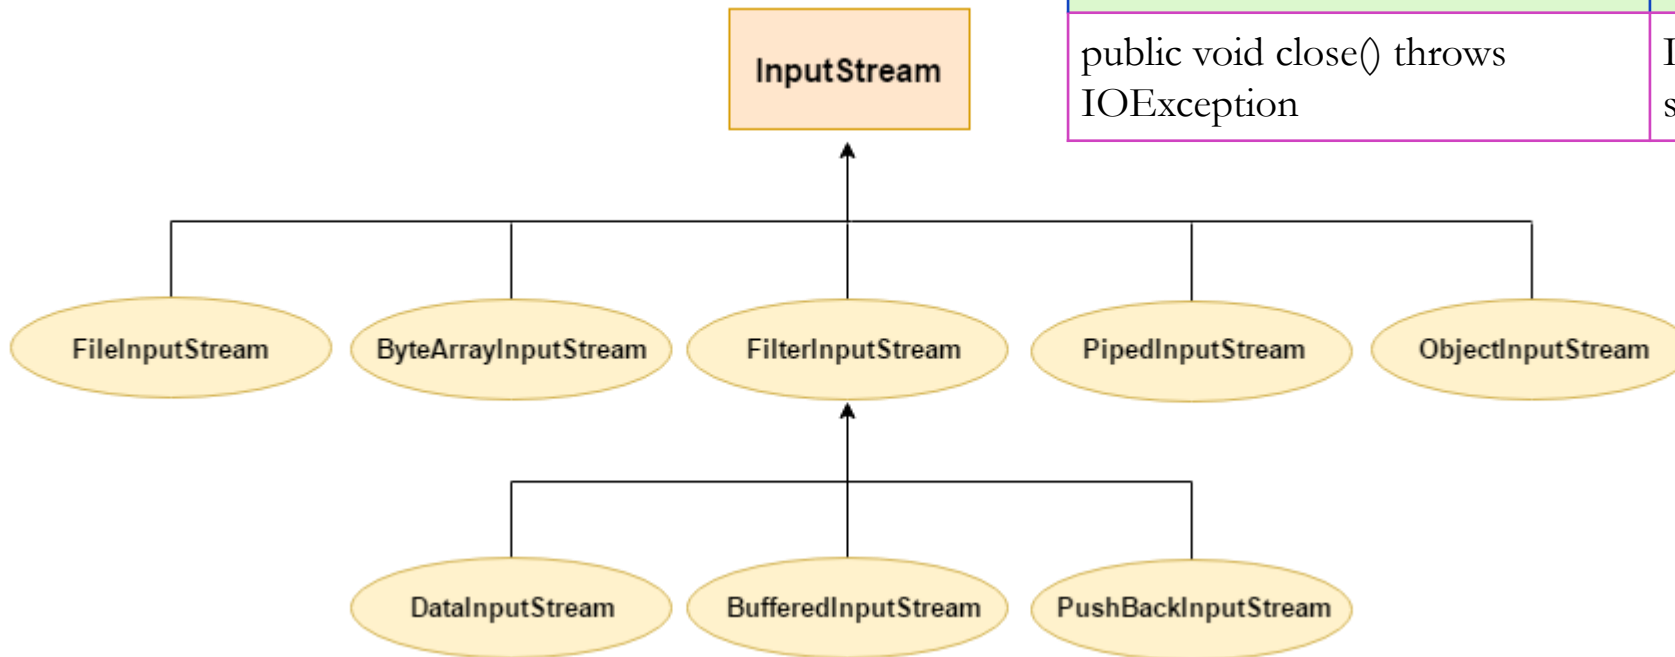 InputStream
public void close() throws
IOException
FileInputStream
ByteArrayInputStream
FilterInputStream
PipedInputStream
ObjectInputStream
DataInputStream
BufferedInputStream
PushBackInputStream